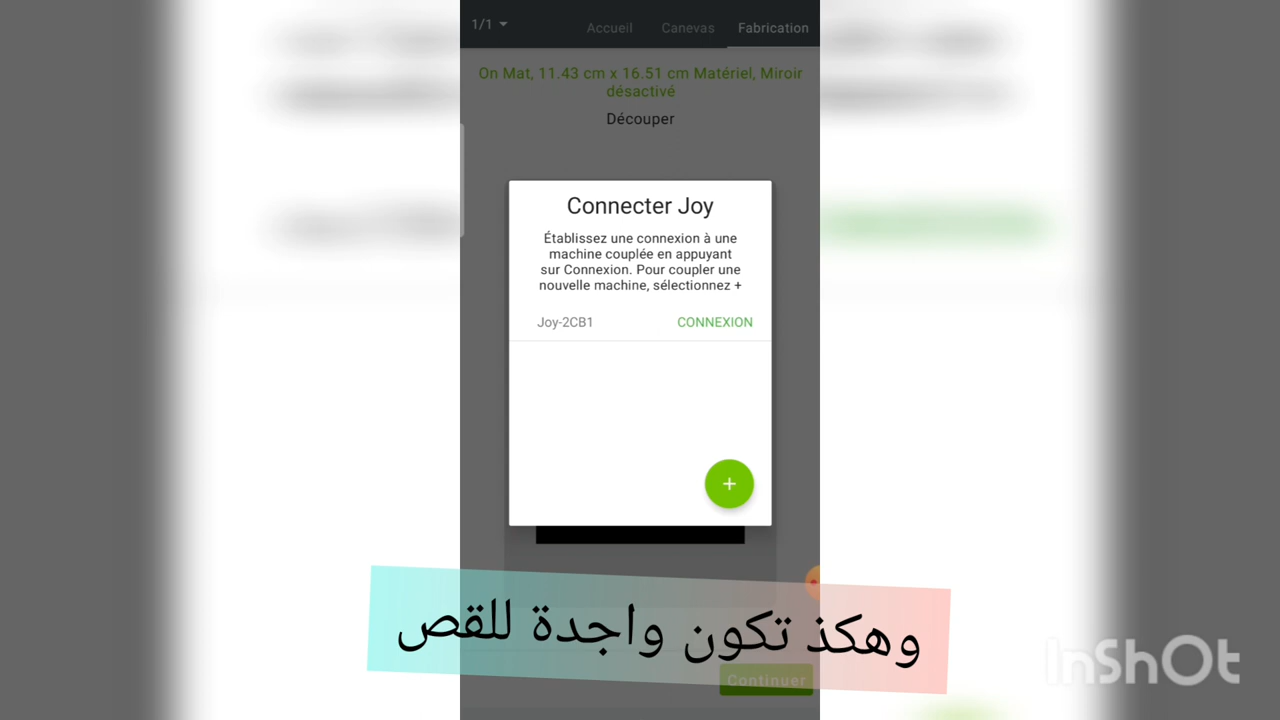 1/1
Accueil
Canevas
Fabrication
On Mat, 11.43 cm x 16.51 cm Matériel, Miroir
désactivé
Découper
Connecter Joy
Établissez une connexion à une
machine couplée en appuyant
sur Connexion. Pour coupler une
nouvelle machine, sélectionnez +
Joy-2CB1
CONNEXION
+
وهكذ تكون واجدة للقص
Continuer
InShOt